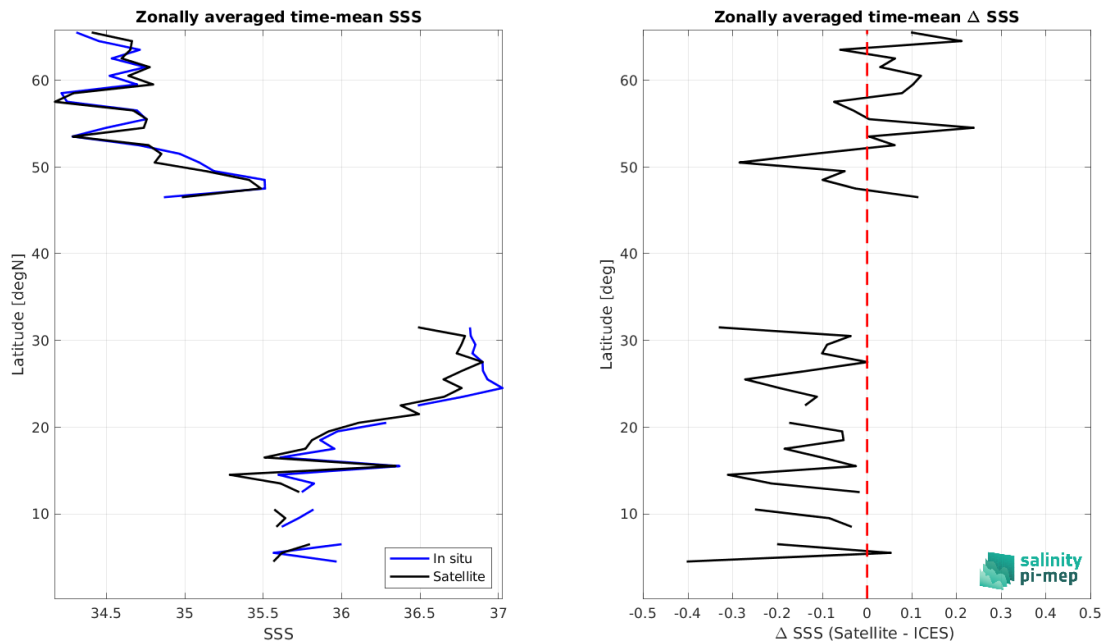 Zonally averaged time-mean SSS
60
50
40
30
20
10
Latitude [degN]
34.5
35
35.5
36
36.5
37
SSS
In situ
Satellite
Zonally averaged time-mean Δ SSS
60
50
40
30
20
10
Latitude [deg]
-0.5
-0.4
-0.3
-0.2
-0.1
0
0.1
0.2
0.3
0.4
0.5
Δ SSS (Satellite - ICES)
salinity
pi-mep